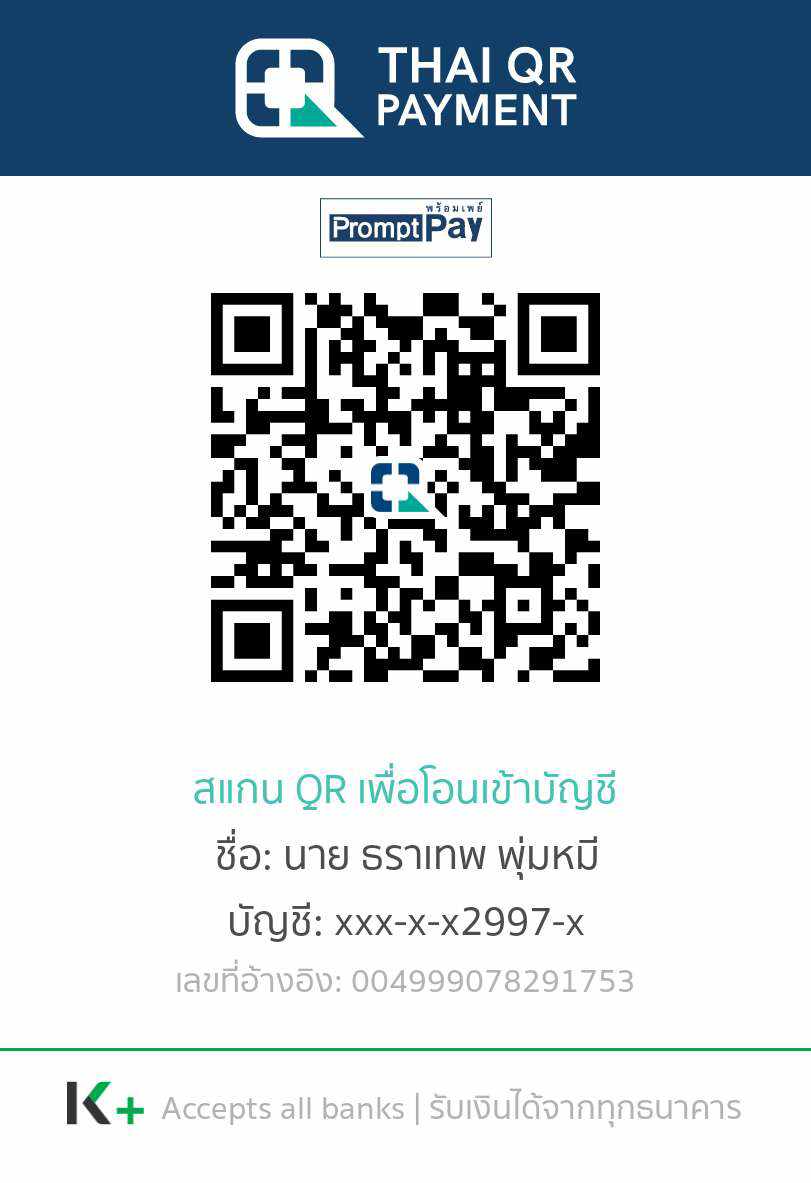 THAI QR
PAYMENT
พร้อมเพย์
PromptPay
สแกน QR เพื่อโอนเข้าบัญชี
ชื่อ: นาย ธราเทพ พุ่มหมี
บัญชี: xxx-x-x2997-x
เลขที่อ้างอิง: 004999078291753
K+ Accepts all banks | รับเงินได้จากทุกธนาคาร